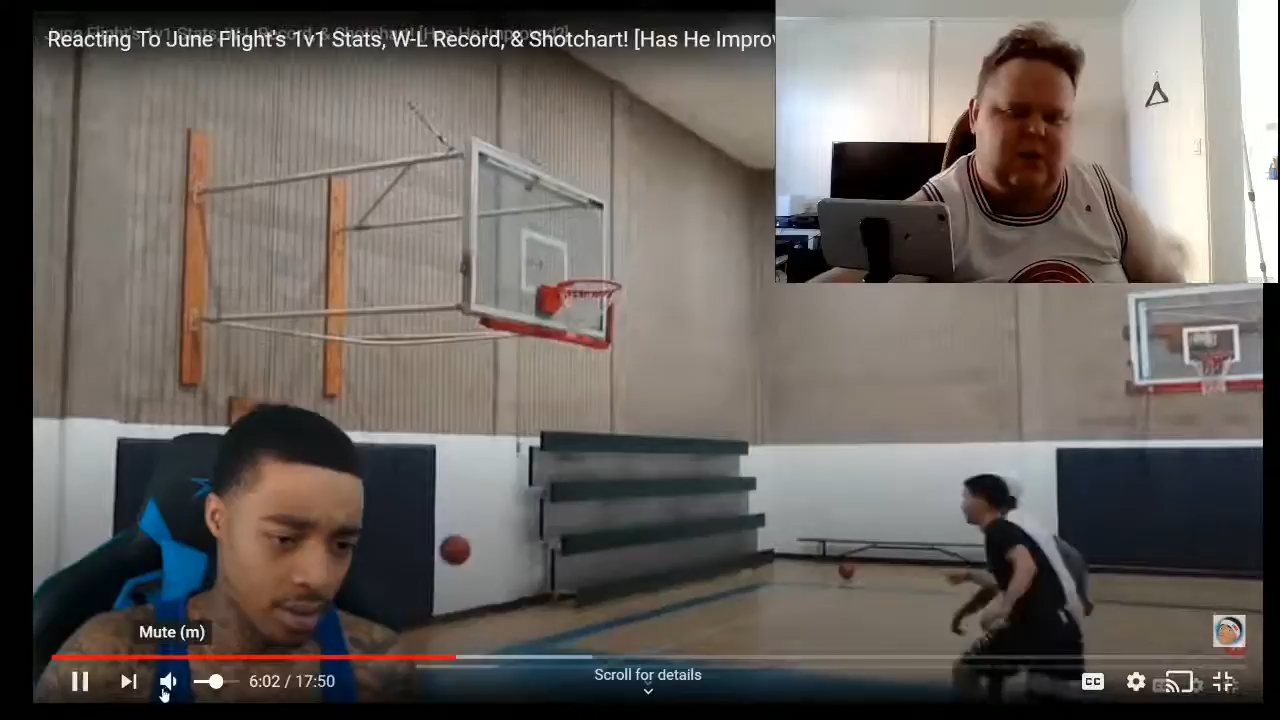 Reacting To June Flight's 1v1 Stats, W-L Record, & Shotchart! [Has He Improv
Mute (m)
6:02 / 17:50
Scroll for details
CC